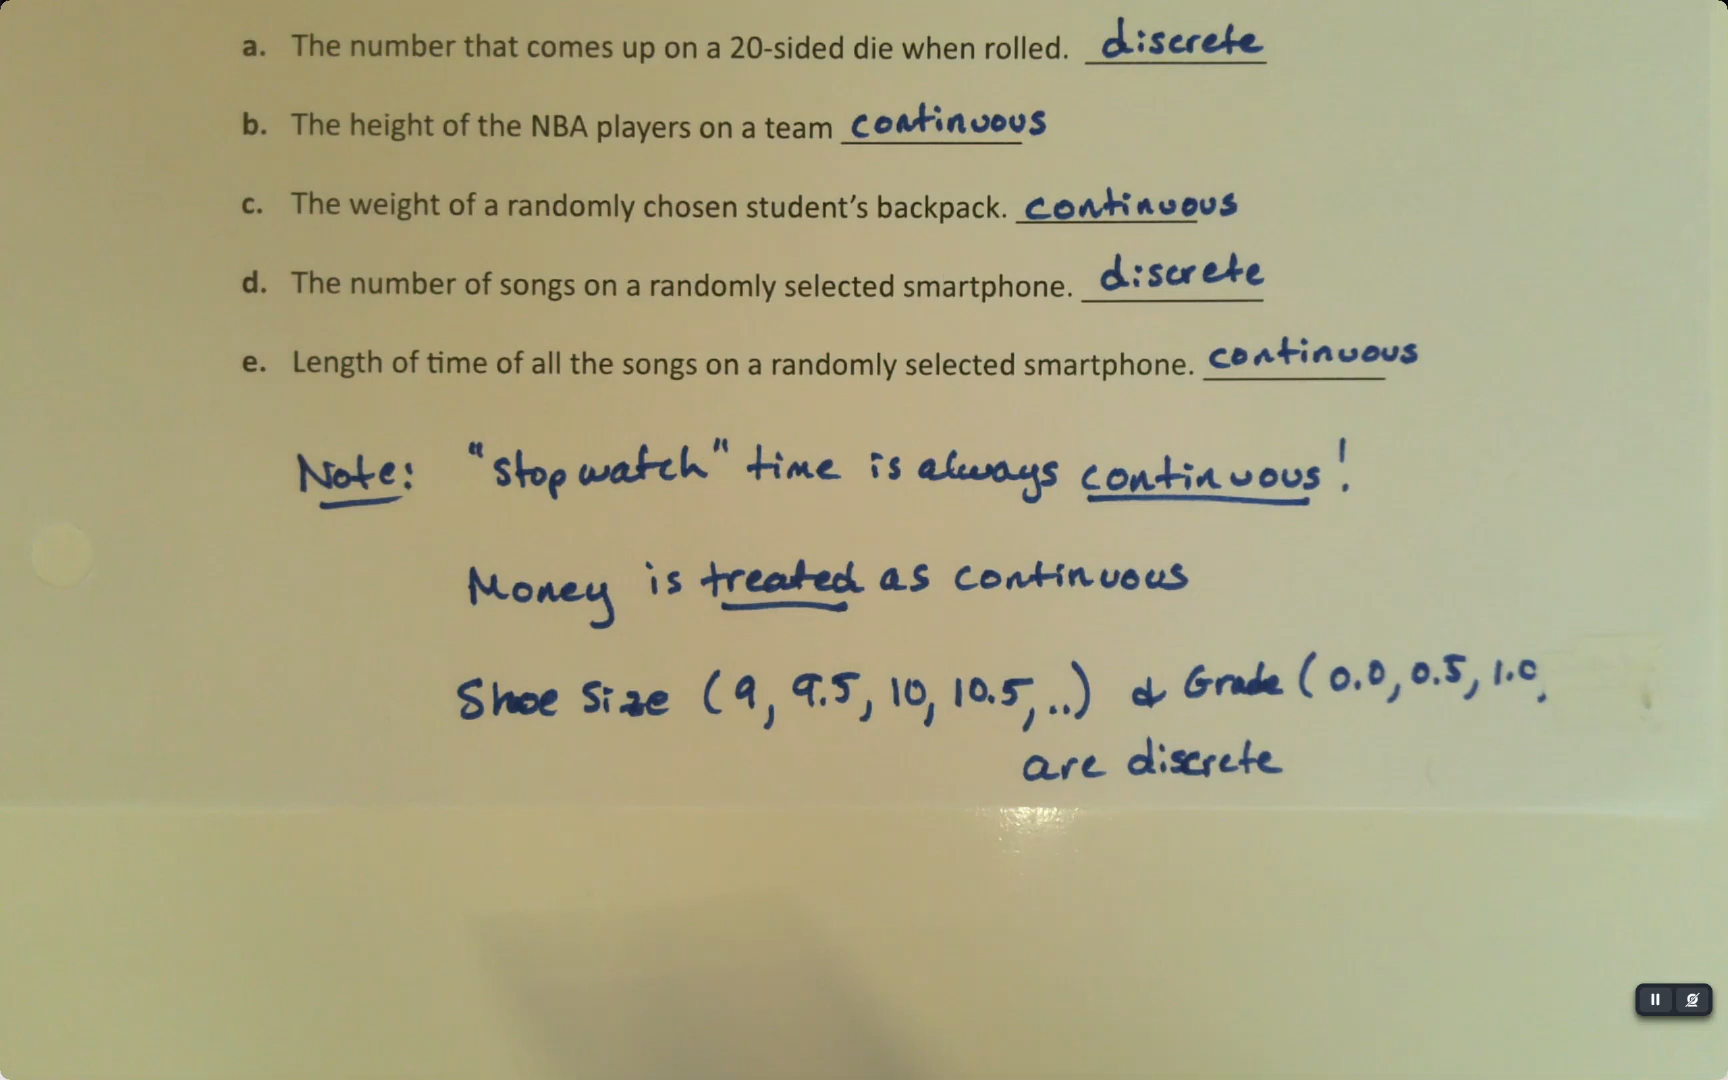 a. The number that comes up on a 20-sided die when rolled. discrete
b. The height of the NBA players on a team continuous
c. The weight of a randomly chosen student’s backpack. continuous
d. The number of songs on a randomly selected smartphone. discrete
e. Length of time of all the songs on a randomly selected smartphone. continuous
Note: "stopwatch" time is always continuous!
Money is treated as continuous
Shoe Size (9, 9.5, 10, 10.5, ..) & Grade (0.0, 0.5, 1.0,
are discrete